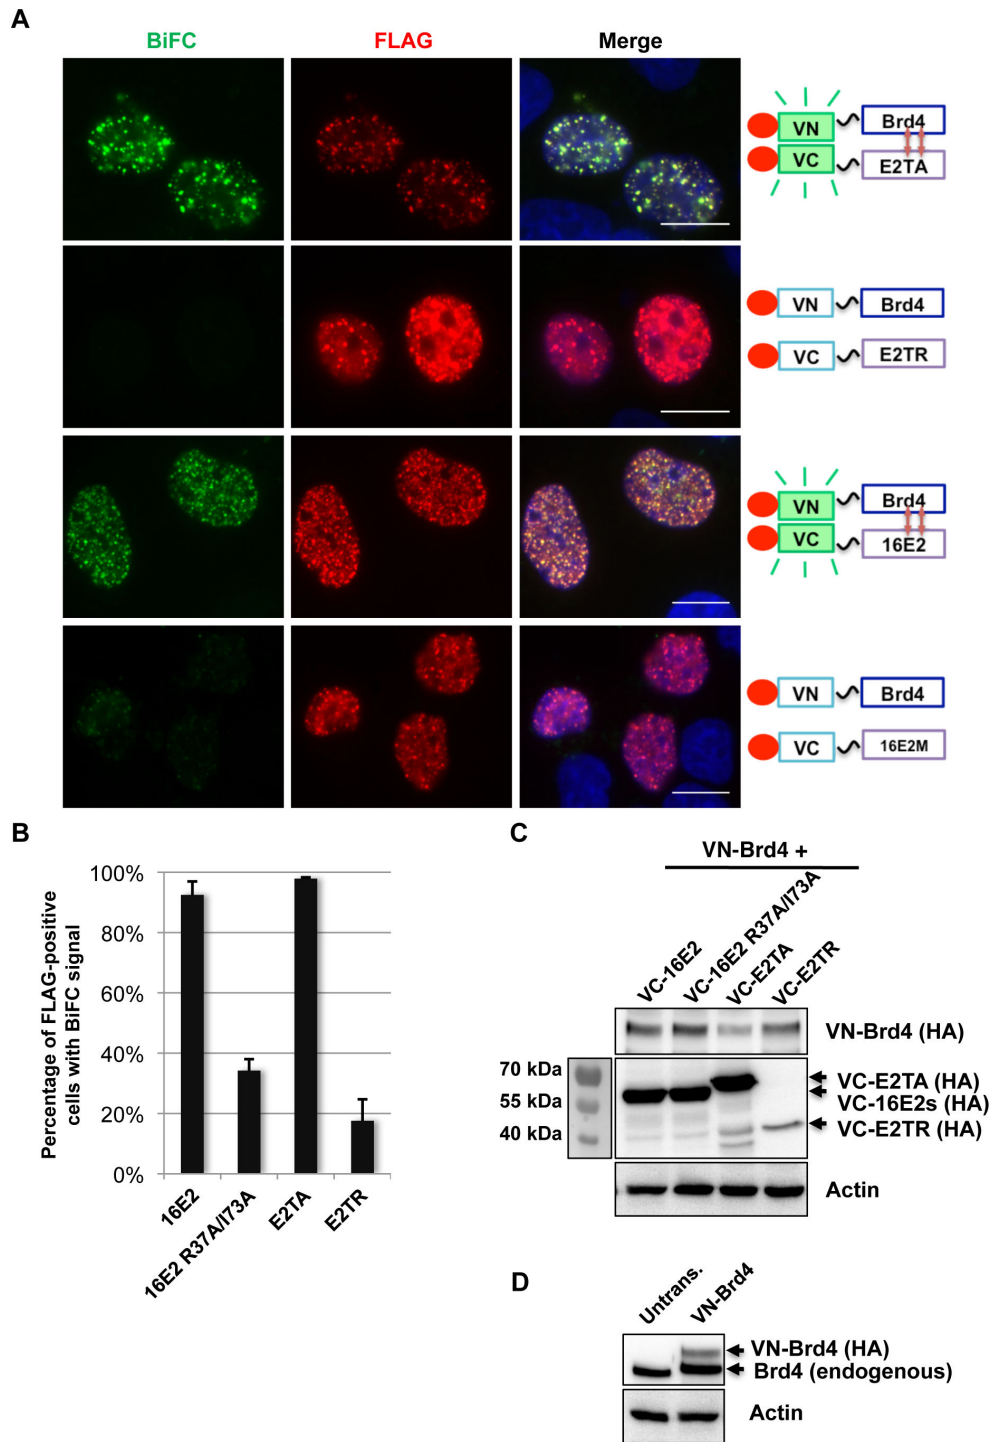 A
BiFC
FLAG
Merge
VN
Brd4
VC
E2TA
VN
Brd4
VC
E2TR
VN
Brd4
VC
16E2
VN
Brd4
VC
16E2M
B
Percentage of FLAG-positive
cells with BiFC signal
100%
80%
60%
40%
20%
0%
16E2
16E2 R37A/I73A
E2TA
E2TR
C
VN-Brd4 +
VC-16E2
VC-16E2 R37A/I73A
VC-E2TA
VC-E2TR
VN-Brd4 (HA)
70 kDa
55 kDa
40 kDa
VC-E2TA (HA)
VC-16E2s (HA)
VC-E2TR (HA)
Actin
D
Untrans.
VN-Brd4
VN-Brd4 (HA)
Brd4 (endogenous)
Actin